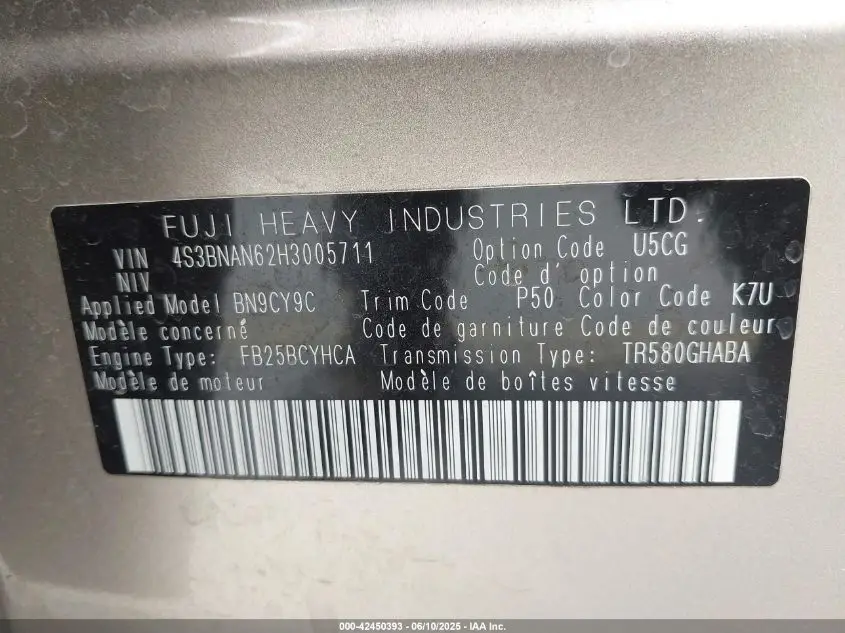 FUJI HEAVY INDUSTRIES LTD.
VIN 4S3BNAN62H3005711 Option Code U5CG
NIV Code d' option
Applied Model BN9CY9C Trim Code P50 Color Code K7U
Modèle concerné Code de garniture Code de couleur
Engine Type: FB25BCYHCA Transmission Type: TR580GHABA
Modèle de moteur Modèle de boîtes vitesse
000-42450393 - 06/10/2025 - IAA Inc.